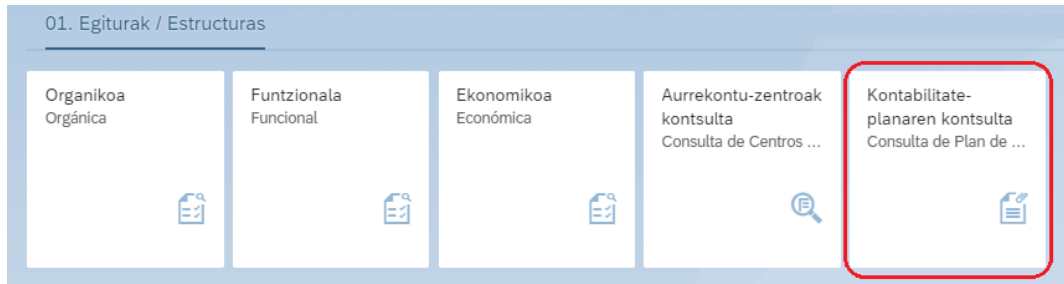 01. Egiturak / Estructuras
Organikoa
Orgánica
Funtzionala
Funcional
Ekonomikoa
Económica
Aurrekontu-zentroak
kontsulta
Consulta de Centros ...
Kontabilitate-
planaren kontsulta
Consulta de Plan de ...